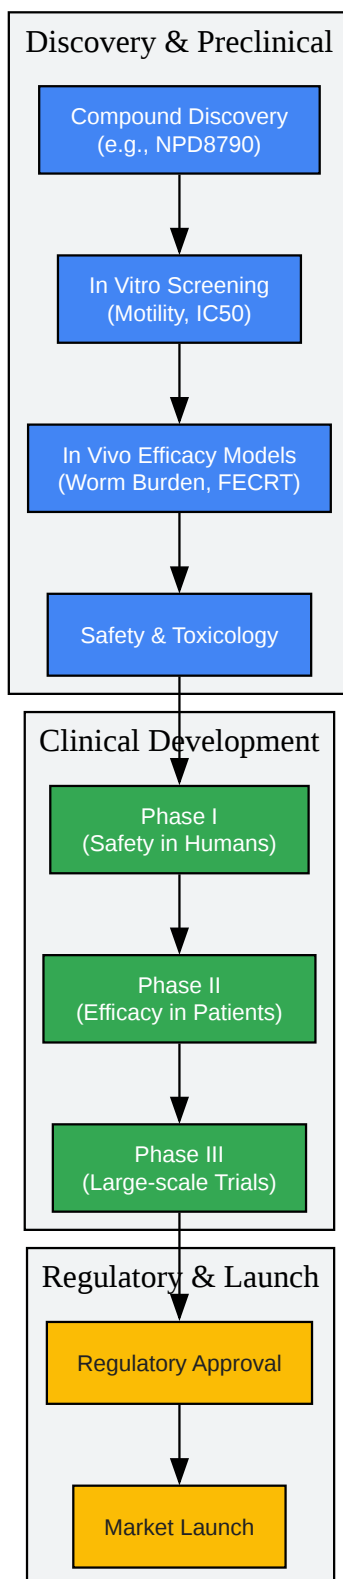 Discovery & Preclinical
Compound Discovery
(e.g., NPD8790)
In Vitro Screening
(Motility, IC50)
In Vivo Efficacy Models
(Worm Burden, FECRT)
Safety & Toxicology
Clinical Development
Phase I
(Safety in Humans)
Phase II
(Efficacy in Patients)
Phase III
(Large-scale Trials)
Regulatory & Launch
Regulatory Approval
Market Launch